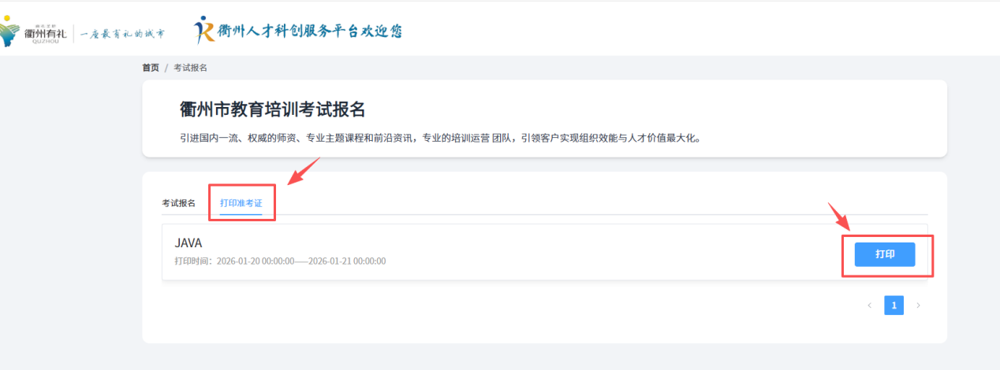 衢州有礼
QUZHOU
一座最有礼的城市
衢州人才科创服务平台欢迎您
首页 / 考试报名
衢州市教育培训考试报名
引进国内一流、权威的师资、专业主题课程和前沿资讯，专业的培训运营 团队，引领客户实现组织效能与人才价值最大化。
考试报名 打印准考证
JAVA
打印时间：2026-01-20 00:00:00——2026-01-21 00:00:00
打印
< 1 >